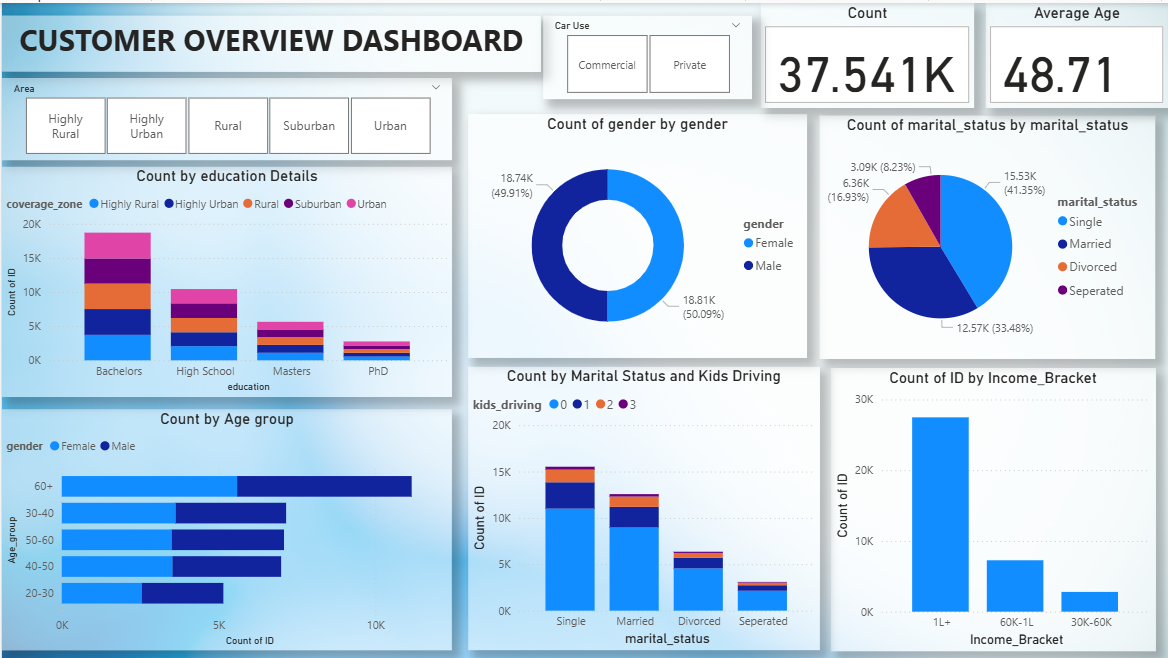 CUSTOMER OVERVIEW DASHBOARD
Car Use
Commercial
Private
Count
37.541K
Average Age
48.71
Area
Highly Rural
Highly Urban
Rural
Suburban
Urban
Count by education Details
coverage_zone Highly Rural Highly Urban Rural Suburban Urban
Count of ID
20K
15K
10K
5K
0K
Bachelors High School Masters PhD
education
Count of gender by gender
18.74K
(49.91%)
18.81K
(50.09%)
gender
Female
Male
Count of marital_status by marital_status
3.09K (8.23%)
6.36K
(16.93%)
15.53K
(41.35%)
12.57K (33.48%)
marital_status
Single
Married
Divorced
Seperated
Count by Age group
gender Female Male
Age_group
60+
30-40
50-60
40-50
20-30
0K 5K 10K
Count of ID
Count by Marital Status and Kids Driving
kids_driving 0 1 2 3
Count of ID
20K
15K
10K
5K
0K
Single Married Divorced Seperated
marital_status
Count of ID by Income_Bracket
Count of ID
30K
20K
10K
0K
1L+ 60K-1L 30K-60K
Income_Bracket